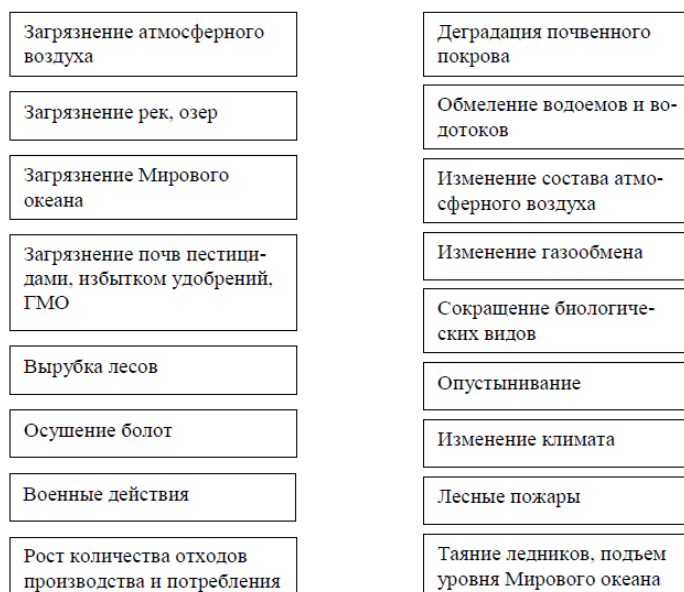 Загрязнение атмосферного
воздуха
Загрязнение рек, озер
Загрязнение Мирового
океана
Загрязнение почв пестици-
дами, избытком удобрений,
ГМО
Вырубка лесов
Осушение болот
Военные действия
Рост количества отходов
производства и потребления
Деградация почвенного
покрова
Обмеление водоемов и во-
дотоков
Изменение состава атмо-
сферного воздуха
Изменение газообмена
Сокращение биологиче-
ских видов
Опустынивание
Изменение климата
Лесные пожары
Таяние ледников, подъем
уровня Мирового океана